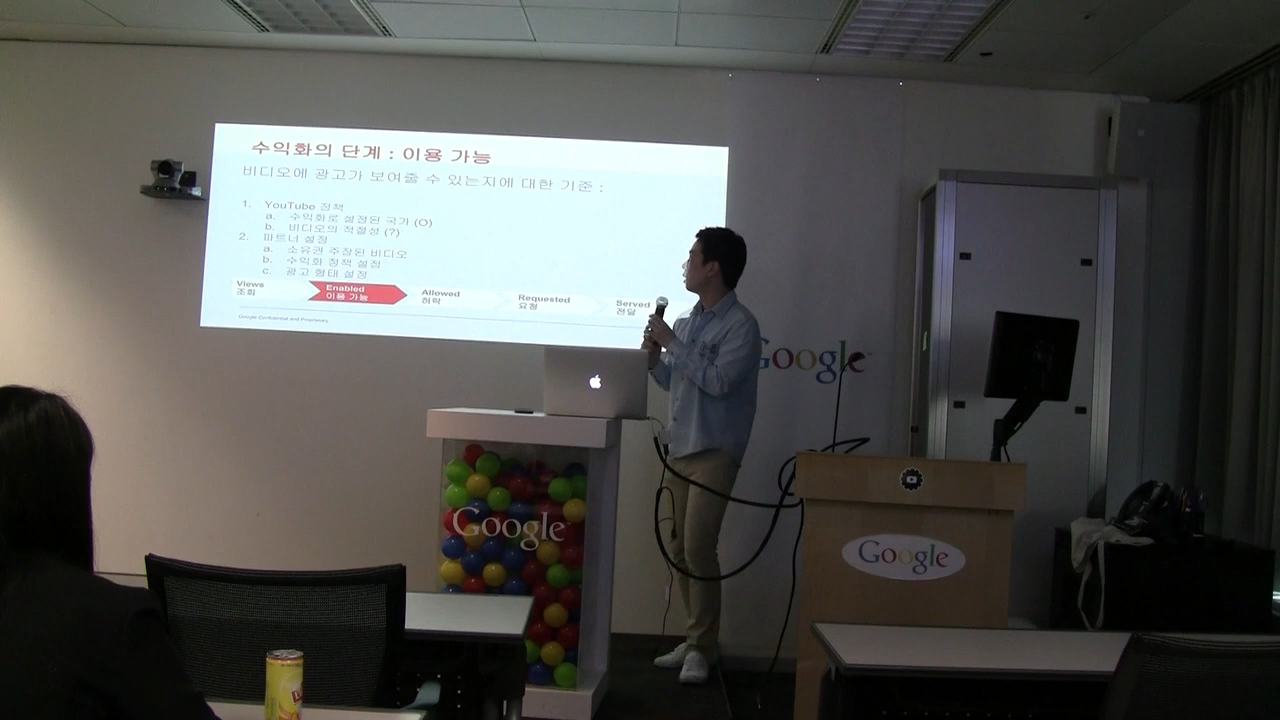 수익화의 단계 : 이용 가능
비디오에 광고가 보여줄 수 있는지에 대한 기준 :
1. YouTube 정책
a. 수익화로 설정된 국가 (O)
b. 비디오의 적절성 (?)
2. 파트너 설정
a. 소유권 주장된 비디오
b. 수익화 정책 설정
c. 광고 형태 설정
Views
조회
Enabled
이용 가능
Allowed
허락
Requested
요청
Served
전달
Google Confidential and Proprietary
Google
Google
Google